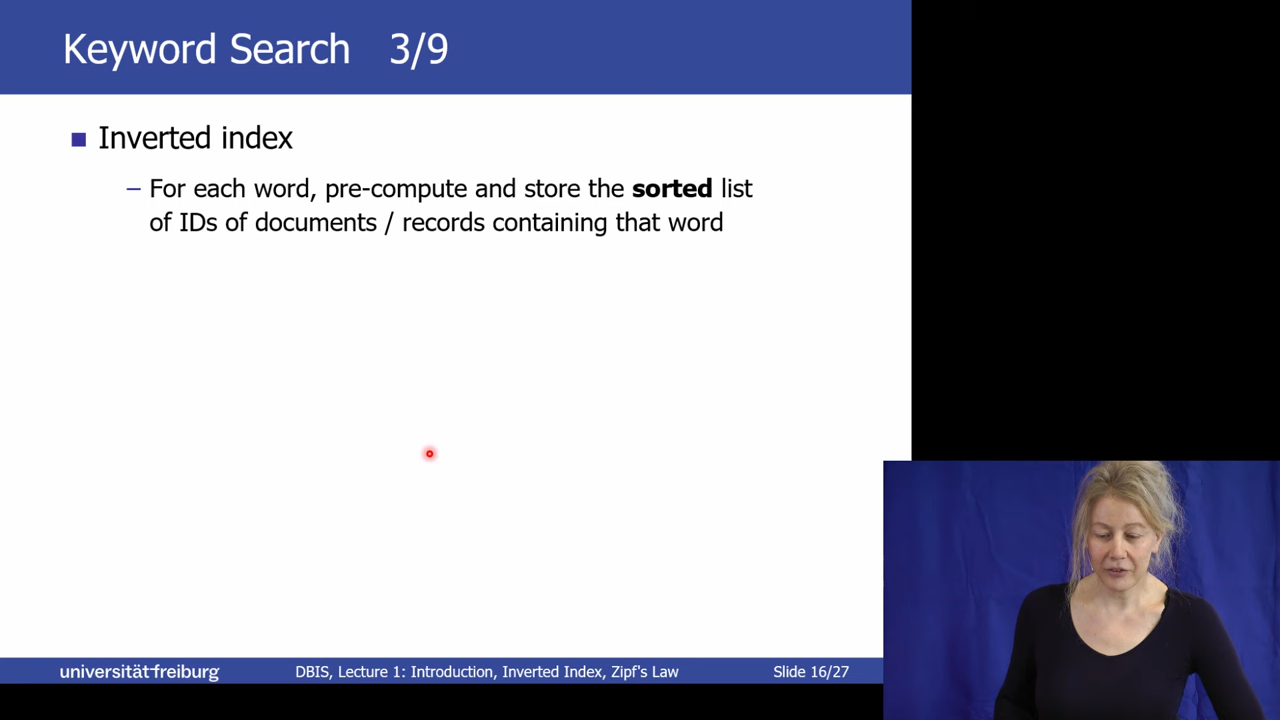 Keyword Search 3/9
■ Inverted index
– For each word, pre-compute and store the sorted list
of IDs of documents / records containing that word
universität freiburg
DBIS, Lecture 1: Introduction, Inverted Index, Zipf's Law
Slide 16/27